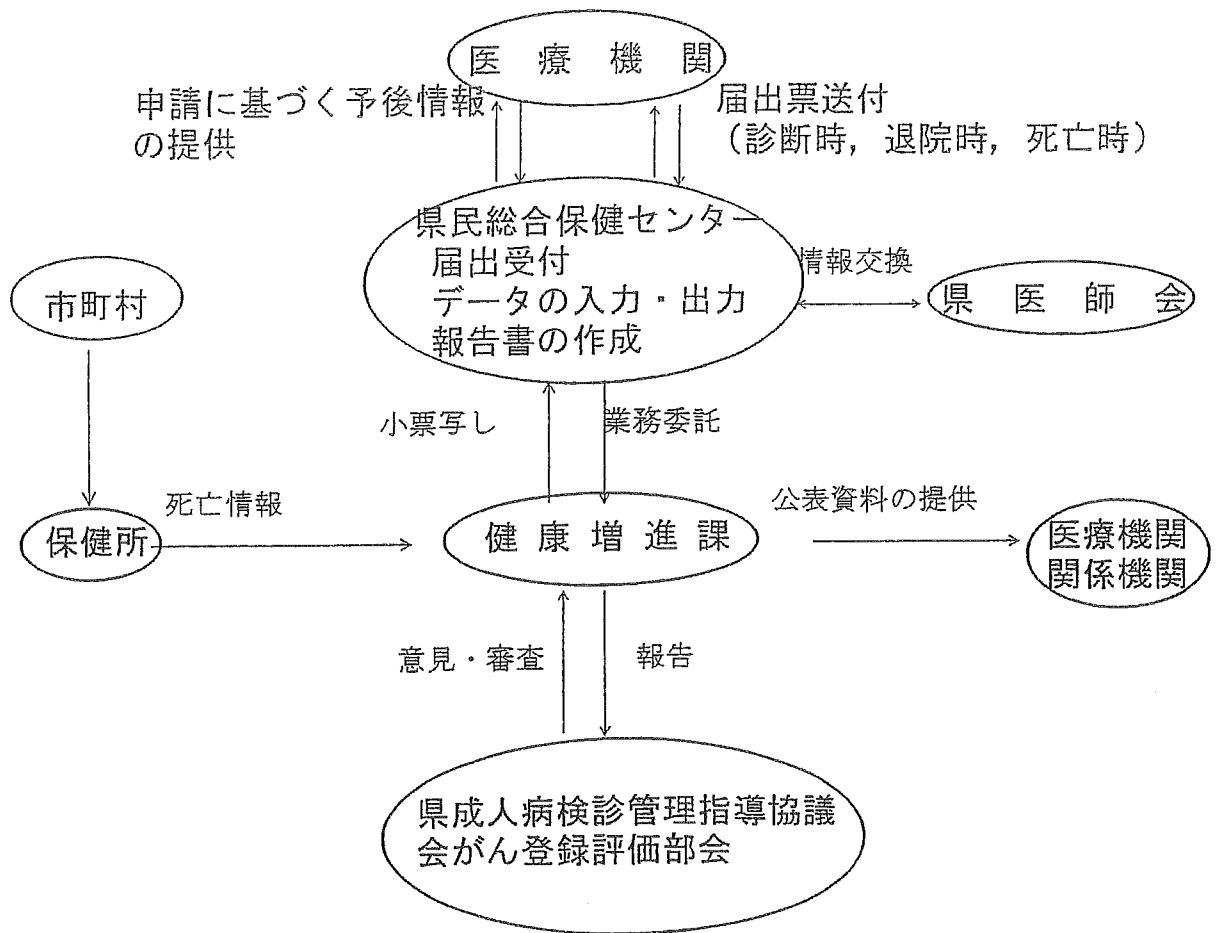 医療機関
申請に基づく予後情報
の提供
届出票送付
(診断時，退院時，死亡時)
県民総合保健センター
届出受付
データの入力・出力
報告書の作成
情報交換
県医師会
市町村
小票写し
業務委託
保健所
死亡情報
健康増進課
公表資料の提供
医療機関
関係機関
意見・審査
報告
県成人病検診管理指導協議
会がん登録評価部会